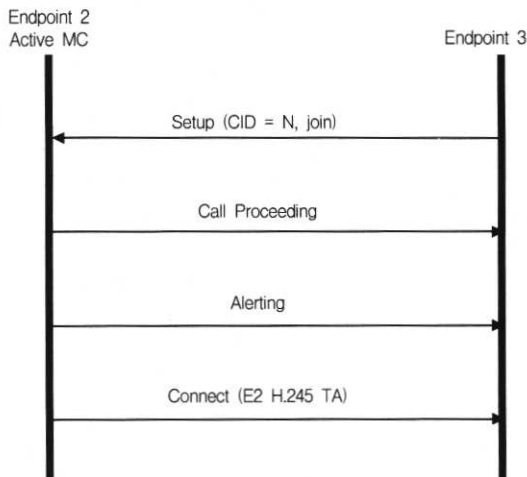 Endpoint 2
Active MC
Endpoint 3
Setup (CID = N, join)
Call Proceeding
Alerting
Connect (E2 H.245 TA)